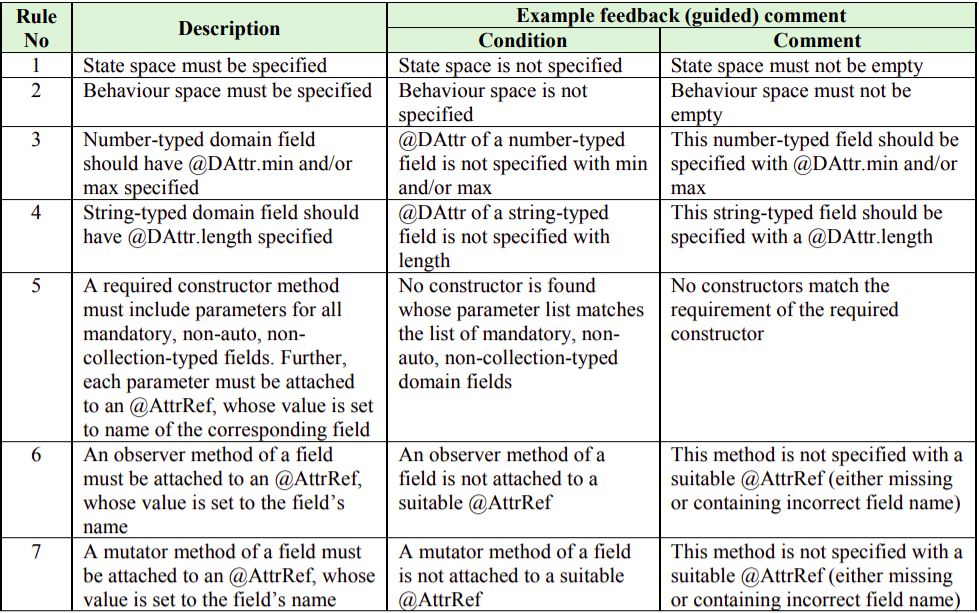 Rule No
Description
Example feedback (guided) comment
Condition
Comment
1
State space must be specified
State space is not specified
State space must not be empty
2
Behaviour space must be specified
Behaviour space is not
specified
Behaviour space must not be
empty
3
Number-typed domain field
should have @DAttr.min and/or
max specified
@DAttr of a number-typed
field is not specified with min
and/or max
This number-typed field should be
specified with @DAttr.min and/or
max
4
String-typed domain field should
have @DAttr.length specified
@DAttr of a string-typed
field is not specified with
length
This string-typed field should be
specified with a @DAttr.length
5
A required constructor method
must include parameters for all
mandatory, non-auto, non-
collection-typed fields. Further,
each parameter must be attached
to an @AttrRef, whose value is set
to name of the corresponding field
No constructor is found
whose parameter list matches
the list of mandatory, non-
auto, non-collection-typed
domain fields
No constructors match the
requirement of the required
constructor
6
An observer method of a field
must be attached to an @AttrRef,
whose value is set to the field’s
name
An observer method of a
field is not attached to a
suitable @AttrRef
This method is not specified with a
suitable @AttrRef (either missing
or containing incorrect field name)
7
A mutator method of a field must
be attached to an @AttrRef, whose
value is set to the field’s name
A mutator method of a field
is not attached to a suitable
@AttrRef
This method is not specified with a
suitable @AttrRef (either missing
or containing incorrect field name)